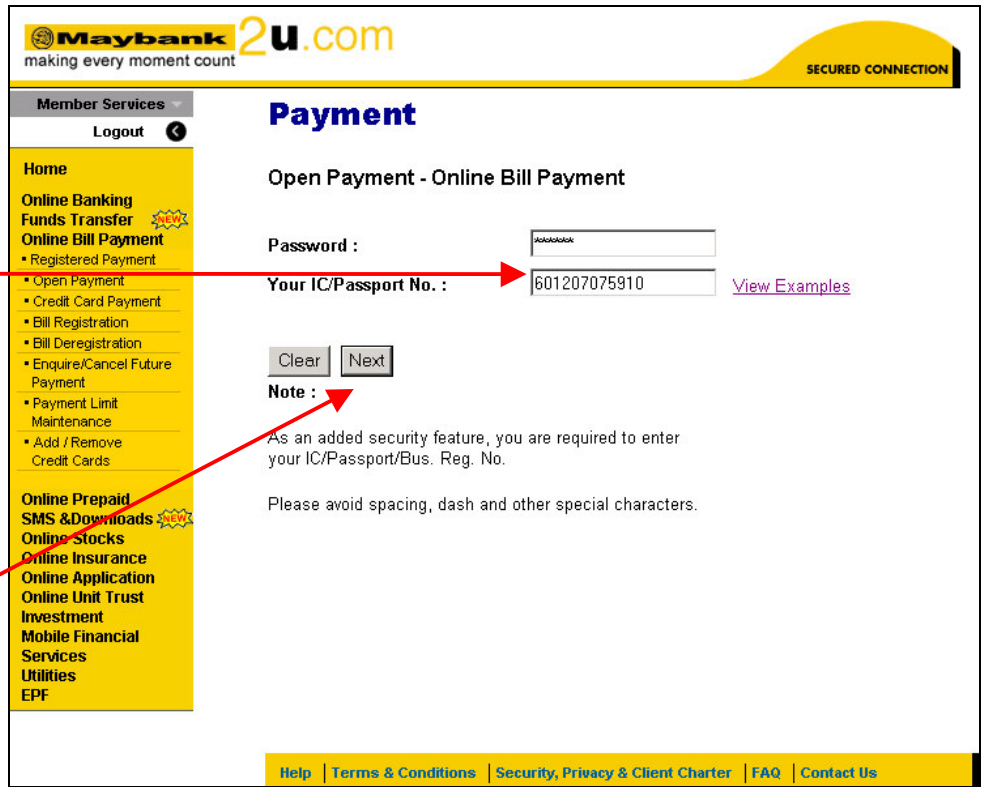 Maybank 2u.com
making every moment count
SECURED CONNECTION
Member Services
Logout
Home
Online Banking
Funds Transfer NEW
Online Bill Payment
Registered Payment
Open Payment
Credit Card Payment
Bill Registration
Bill Deregistration
Enquire/Cancel Future
Payment
Payment Limit
Maintenance
Add / Remove
Credit Cards
Online Prepaid
SMS &Downloads NEW
Online Stocks
Online Insurance
Online Application
Online Unit Trust
Investment
Mobile Financial
Services
Utilities
EPF
Payment
Open Payment - Online Bill Payment
Password : ********
Your IC/Passport No. : 601207075910 View Examples
Clear Next
Note :
As an added security feature, you are required to enter
your IC/Passport/Bus. Reg. No.
Please avoid spacing, dash and other special characters.
Help | Terms & Conditions | Security, Privacy & Client Charter | FAQ | Contact Us